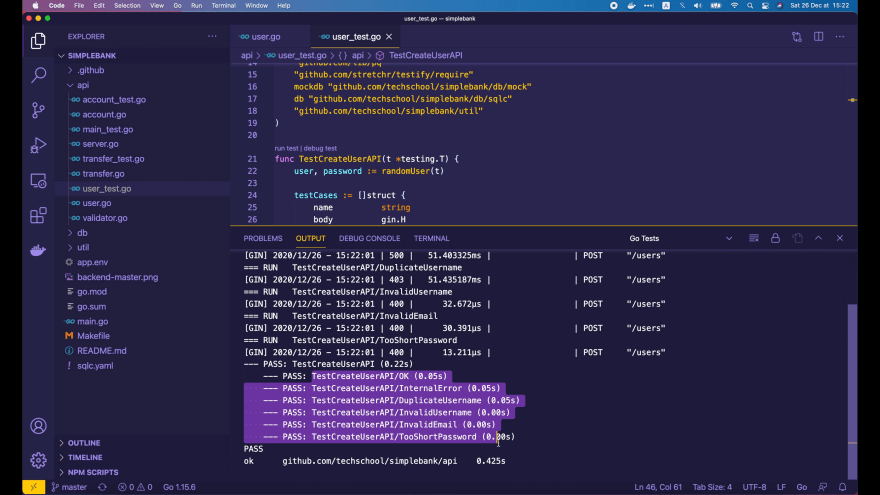 Code File Edit Selection View Go Run Terminal Window Help
Sat 26 Dec at 15:22
user_test.go — simplebank
EXPLORER
SIMPLEBANK
.github
api
account_test.go
account.go
main_test.go
server.go
transfer_test.go
transfer.go
user_test.go
user.go
validator.go
db
util
app.env
backend-master.png
go.mod
go.sum
main.go
Makefile
README.md
sqlc.yaml
OUTLINE
TIMELINE
NPM SCRIPTS
user.go user_test.go
api > user_test.go > {} api > TestCreateUserAPI
15 "github.com/stretchr/testify/require"
16 mockdb "github.com/techschool/simplebank/db/mock"
17 db "github.com/techschool/simplebank/db/sqlc"
18 "github.com/techschool/simplebank/util"
19 )
20
run test | debug test
21 func TestCreateUserAPI(t *testing.T) {
22 user, password := randomUser(t)
23
24 testCases := []struct {
25 name string
26 body gin.H
PROBLEMS OUTPUT DEBUG CONSOLE TERMINAL Go Tests
[GIN] 2020/12/26 - 15:22:01 | 500 | 51.403325ms | | POST "/users"
=== RUN TestCreateUserAPI/DuplicateUsername
[GIN] 2020/12/26 - 15:22:01 | 403 | 51.435187ms | | POST "/users"
=== RUN TestCreateUserAPI/InvalidUsername
[GIN] 2020/12/26 - 15:22:01 | 400 | 32.672µs | | POST "/users"
=== RUN TestCreateUserAPI/InvalidEmail
[GIN] 2020/12/26 - 15:22:01 | 400 | 30.391µs | | POST "/users"
=== RUN TestCreateUserAPI/TooShortPassword
[GIN] 2020/12/26 - 15:22:01 | 400 | 13.211µs | | POST "/users"
--- PASS: TestCreateUserAPI (0.22s)
--- PASS: TestCreateUserAPI/OK (0.05s)
--- PASS: TestCreateUserAPI/InternalError (0.05s)
--- PASS: TestCreateUserAPI/DuplicateUsername (0.05s)
--- PASS: TestCreateUserAPI/InvalidUsername (0.00s)
--- PASS: TestCreateUserAPI/InvalidEmail (0.00s)
--- PASS: TestCreateUserAPI/TooShortPassword (0.00s)
PASS
ok github.com/techschool/simplebank/api 0.425s
master 0 0 Go 1.15.6 Ln 46, Col 61 Tab Size: 4 UTF-8 LF Go